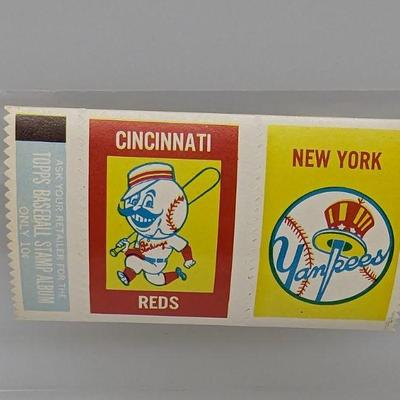 ASK YOUR RETAILER FOR THE
TOPPS BASEBALL STAMP ALBUM
ONLY 10¢
CINCINNATI
REDS
NEW YORK
Yankees